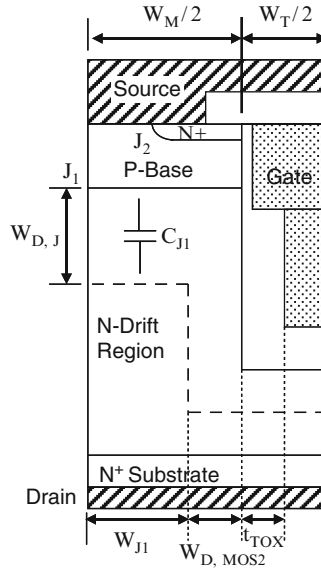 W_M/2 W_T/2
Source
J_2 N+
J_1 P-Base
Gate
W_D, J C_J1
N-Drift
Region
N⁺ Substrate
Drain
W_J1 W_D, MOS2 t_TOX